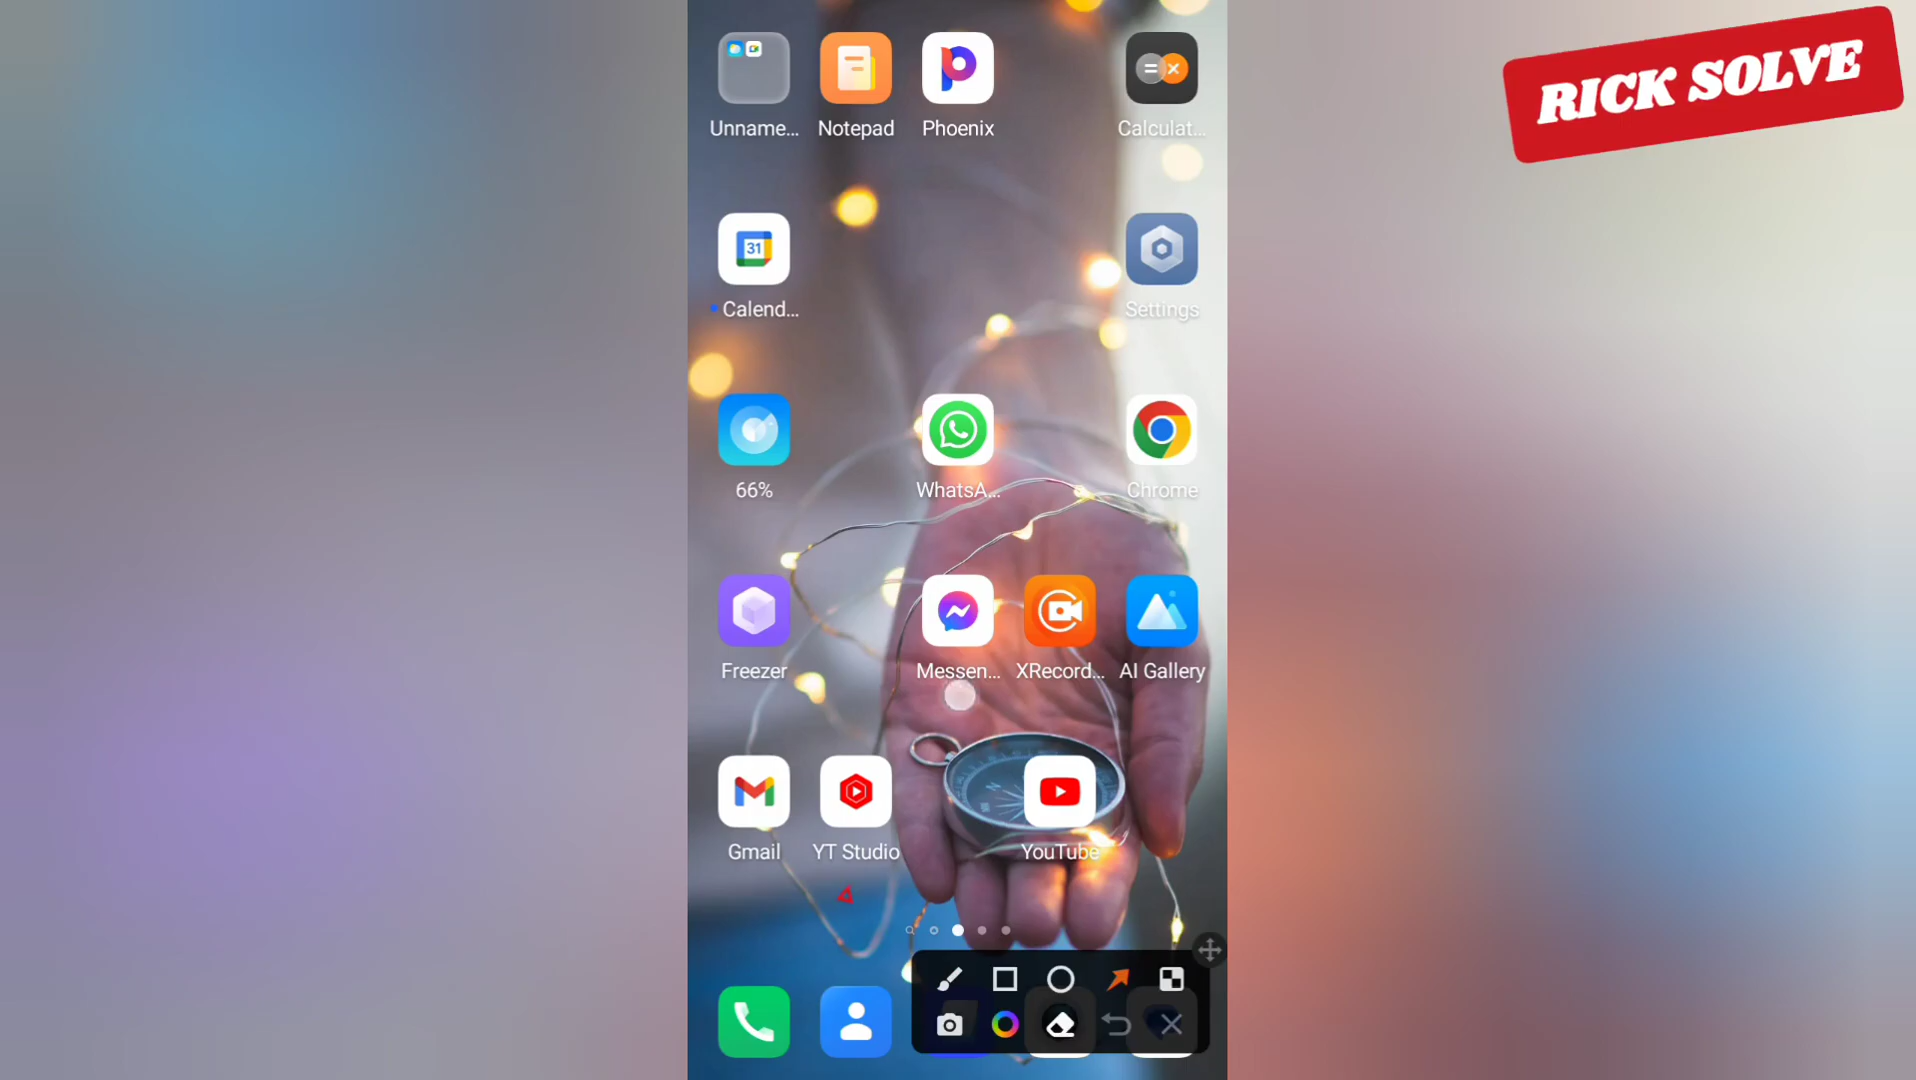 RICK SOLVE
Unname...
Notepad
Phoenix
Calculat...
31
Calend...
Settings
66%
WhatsA...
Chrome
Freezer
Messen...
XRecord...
AI Gallery
Gmail
YT Studio
YouTube